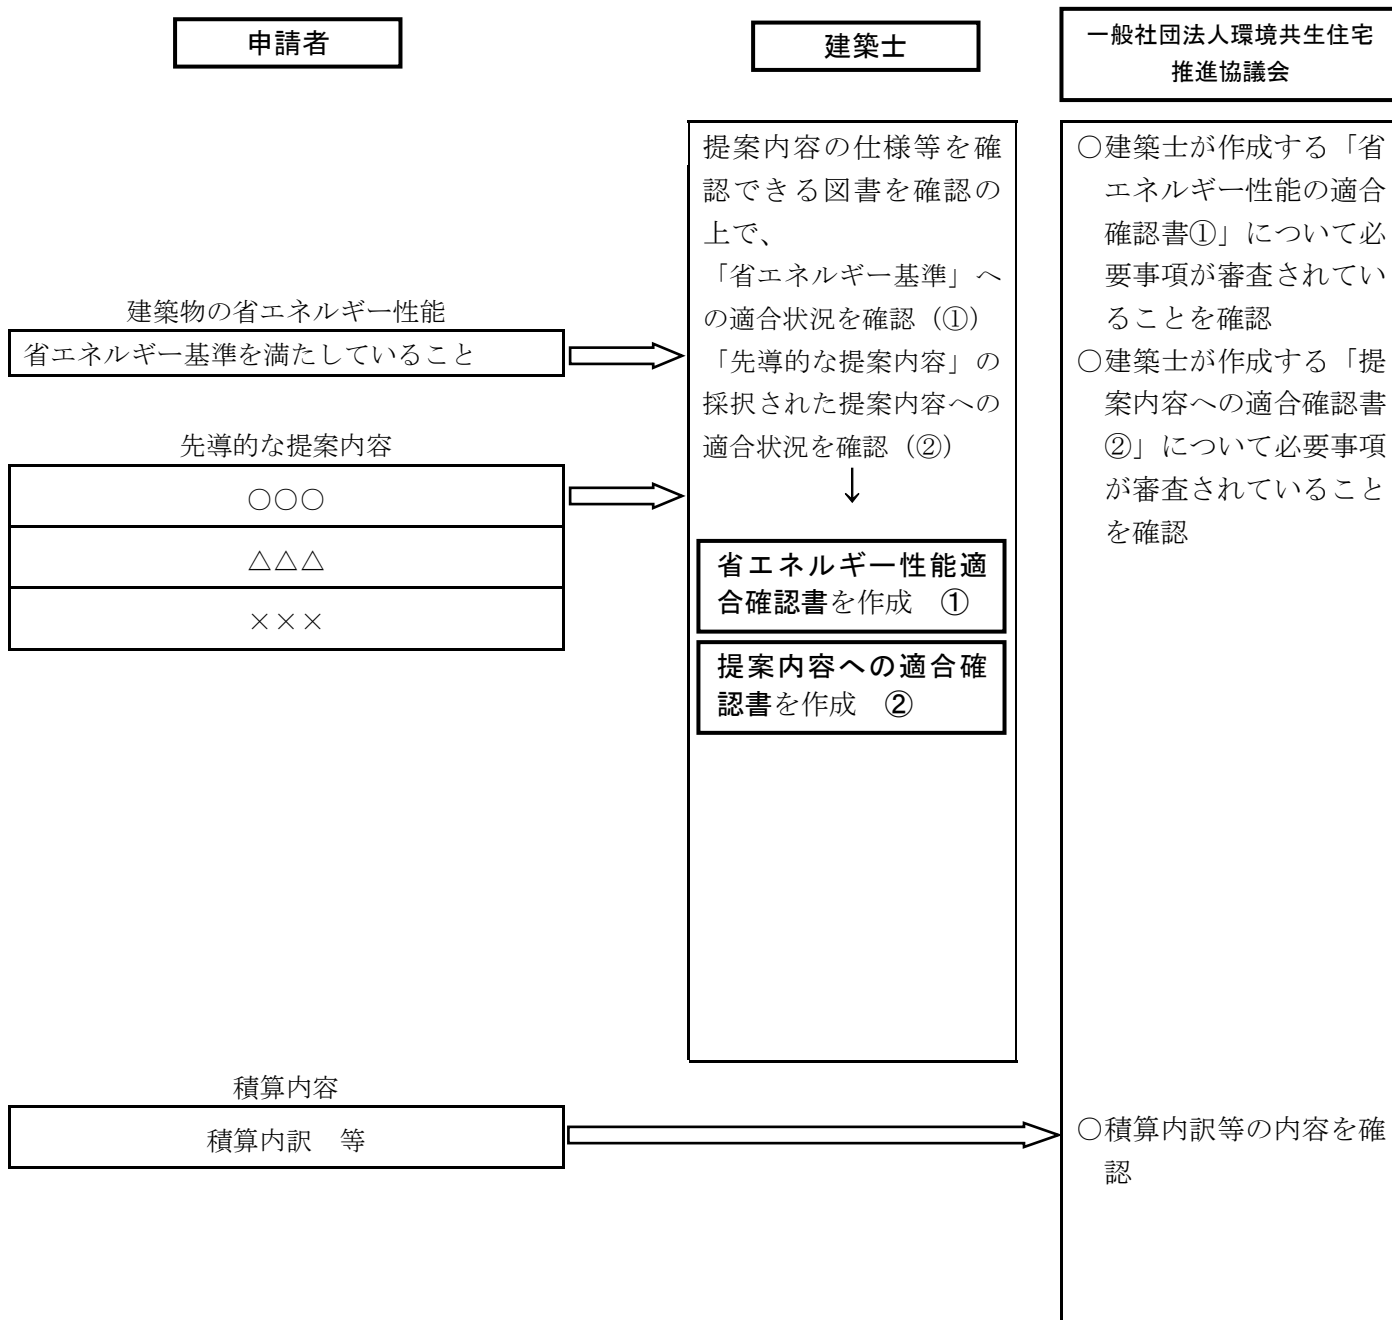 申請者
建築士
一般社団法人環境共生住宅
推進協議会
建築物の省エネルギー性能
省エネルギー基準を満たしていること
先導的な提案内容
○○○
△△△
×××
提案内容の仕様等を確
認できる図書を確認の
上で、
「省エネルギー基準」へ
の適合状況を確認（①）
「先導的な提案内容」の
採択された提案内容への
適合状況を確認（②）
↓
省エネルギー性能適
合確認書を作成　①
提案内容への適合確
認書を作成　②
○建築士が作成する「省
エネルギー性能の適合
確認書①」について必
要事項が審査されてい
ることを確認
○建築士が作成する「提
案内容への適合確認書
②」について必要事項
が審査されていること
を確認
積算内容
積算内訳　等
○積算内訳等の内容を確
認